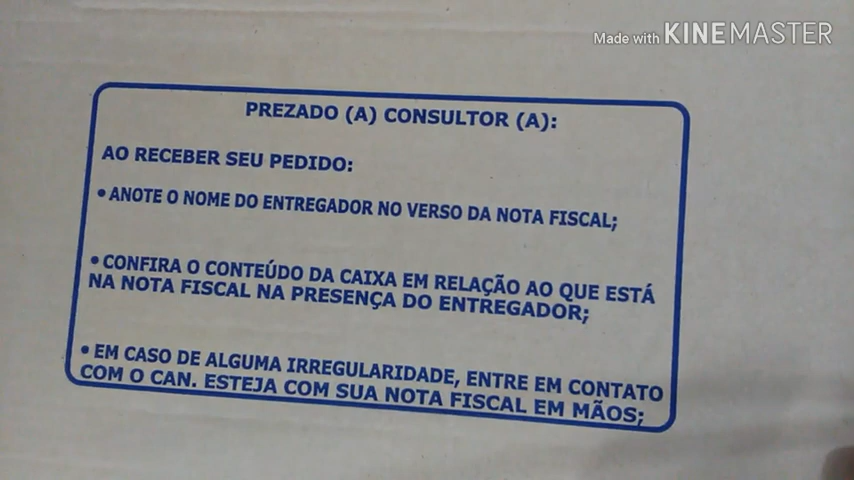 Made with KINEMASTER
PREZADO (A) CONSULTOR (A):
AO RECEBER SEU PEDIDO:
• ANOTE O NOME DO ENTREGADOR NO VERSO DA NOTA FISCAL;
• CONFIRA O CONTEÚDO DA CAIXA EM RELAÇÃO AO QUE ESTÁ
NA NOTA FISCAL NA PRESENÇA DO ENTREGADOR;
• EM CASO DE ALGUMA IRREGULARIDADE, ENTRE EM CONTATO
COM O CAN. ESTEJA COM SUA NOTA FISCAL EM MÃOS;